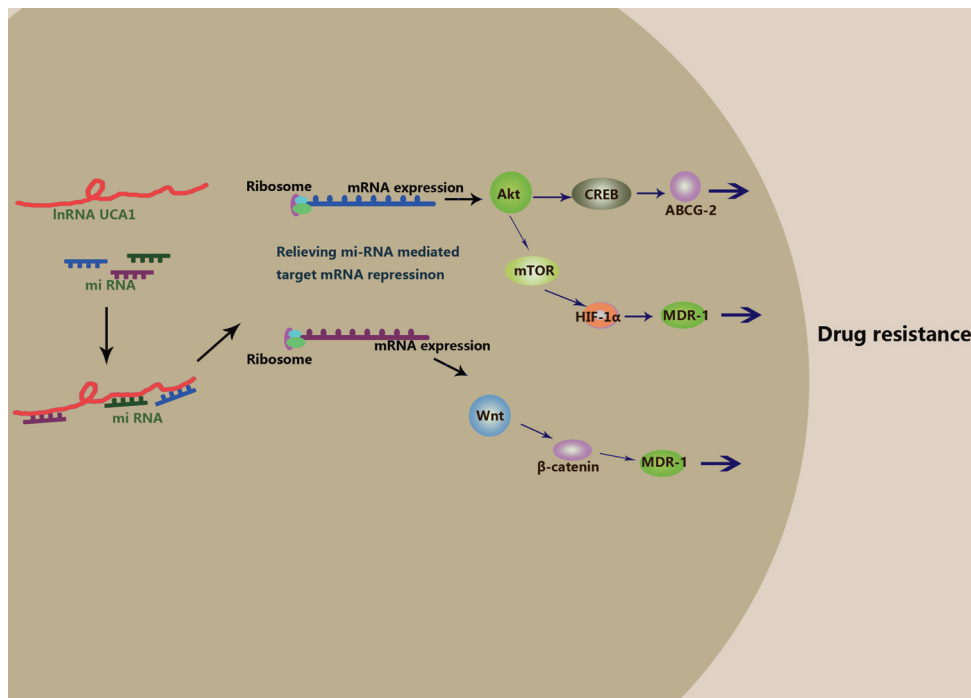 lnRNA UCA1
mi RNA
mi RNA
Ribosome
mRNA expression
Relieving mi-RNA mediated
target mRNA repressinon
Ribosome
mRNA expression
Akt
CREB
ABCG-2
mTOR
HIF-1α
MDR-1
Wnt
β-catenin
MDR-1
Drug resistance